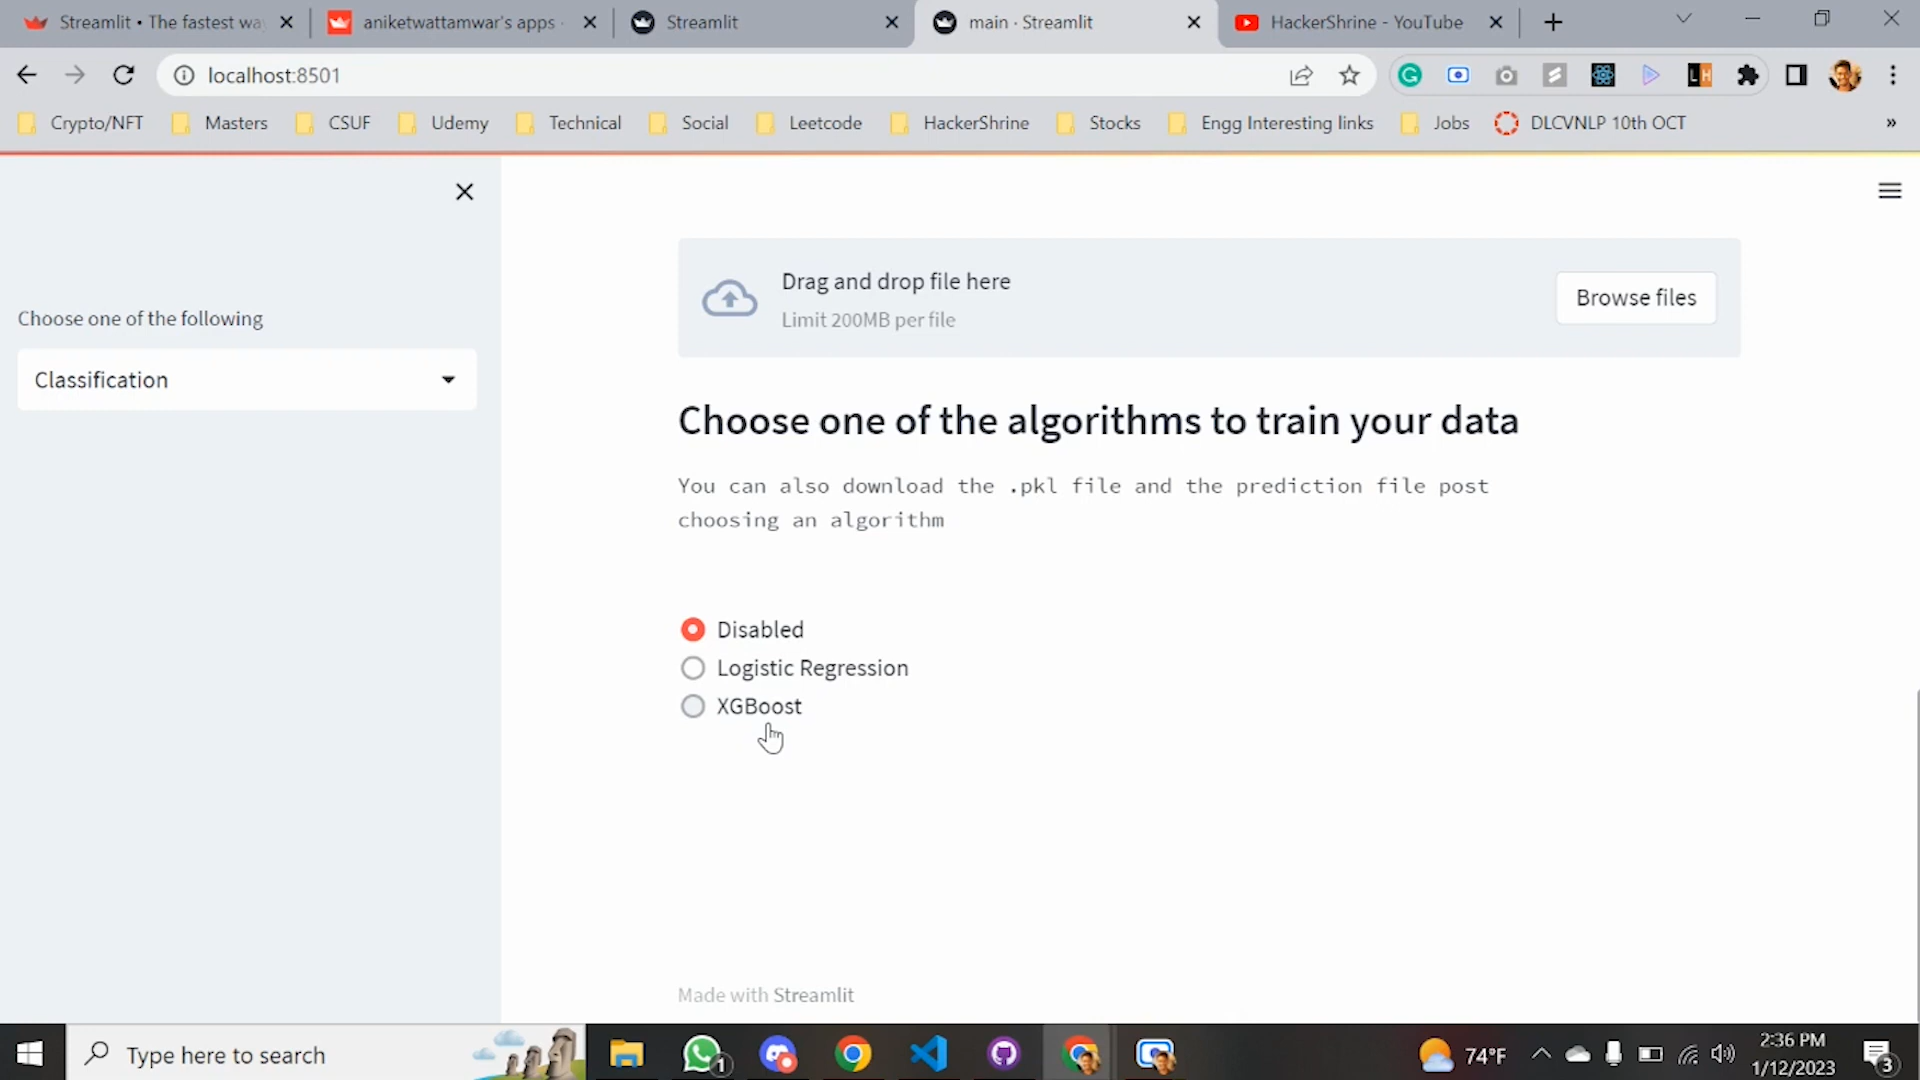 Streamlit • The fastest wa
aniketwattamwar's apps ·
Streamlit
main · Streamlit
HackerShrine - YouTube
localhost:8501
Crypto/NFT
Masters
CSUF
Udemy
Technical
Social
Leetcode
HackerShrine
Stocks
Engg Interesting links
Jobs
DLCVNLP 10th OCT
»
Choose one of the following
Classification
Drag and drop file here
Limit 200MB per file
Browse files
Choose one of the algorithms to train your data
You can also download the .pkl file and the prediction file post
choosing an algorithm
Disabled
Logistic Regression
XGBoost
Made with Streamlit
Type here to search
1
74°F
2:36 PM
1/12/2023
3